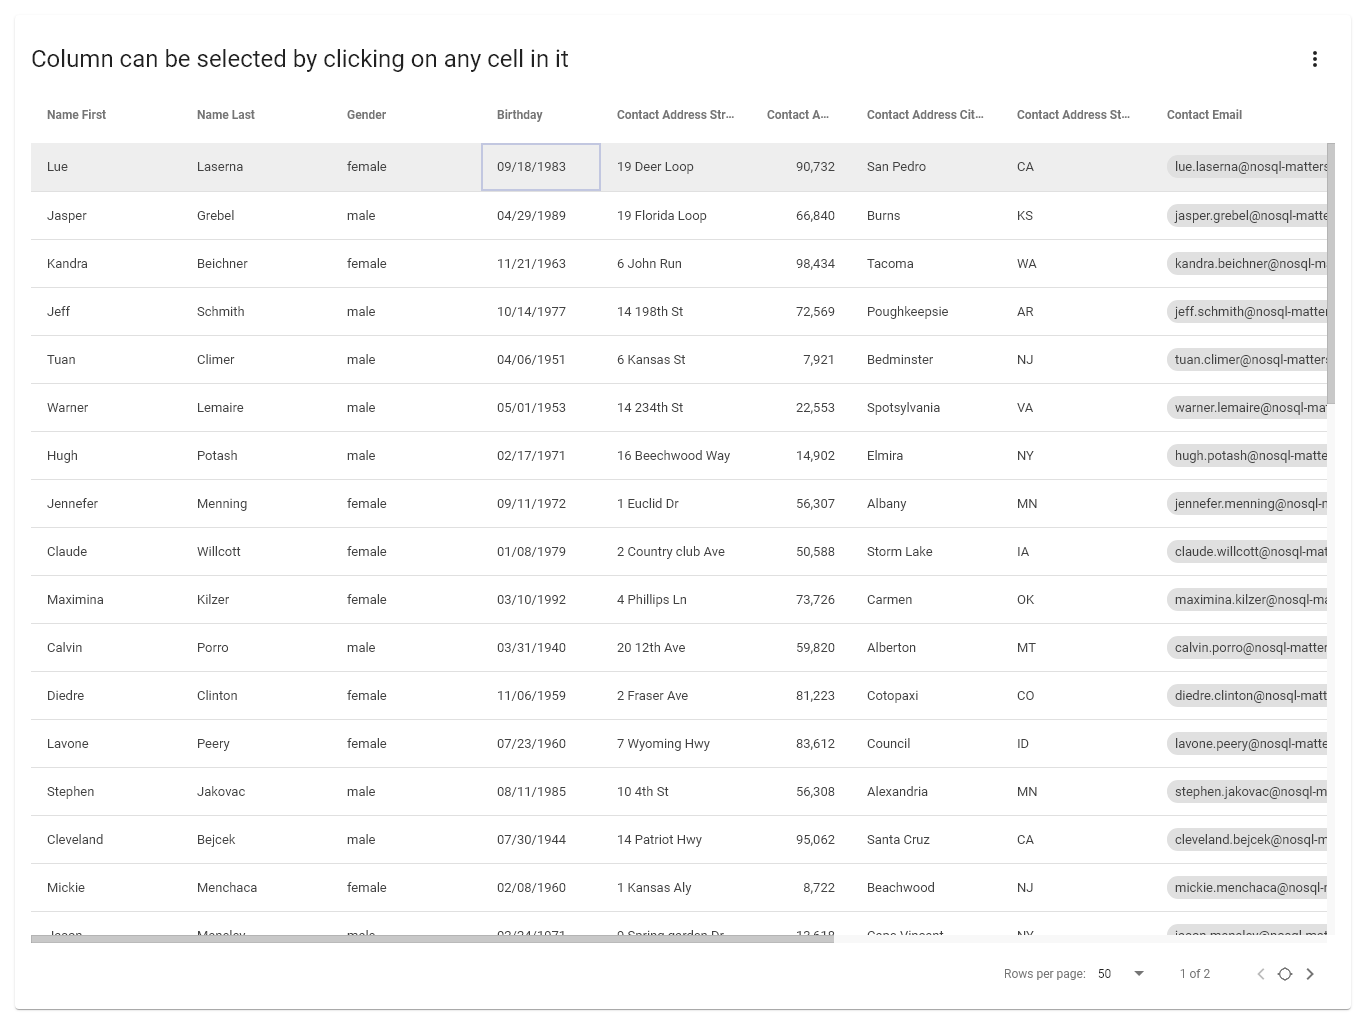 Column can be selected by clicking on any cell in it
Name First Name Last Gender Birthday Contact Address Str... Contact A... Contact Address Cit... Contact Address St... Contact Email
Lue Laserna female 09/18/1983 19 Deer Loop 90,732 San Pedro CA lue.laserna@nosql-matters
Jasper Grebel male 04/29/1989 19 Florida Loop 66,840 Burns KS jasper.grebel@nosql-matte
Kandra Beichner female 11/21/1963 6 John Run 98,434 Tacoma WA kandra.beichner@nosql-m
Jeff Schmith male 10/14/1977 14 198th St 72,569 Poughkeepsie AR jeff.schmith@nosql-matter
Tuan Climer male 04/06/1951 6 Kansas St 7,921 Bedminster NJ tuan.climer@nosql-matters
Warner Lemaire male 05/01/1953 14 234th St 22,553 Spotsylvania VA warner.lemaire@nosql-mat
Hugh Potash male 02/17/1971 16 Beechwood Way 14,902 Elmira NY hugh.potash@nosql-matte
Jennefer Menning female 09/11/1972 1 Euclid Dr 56,307 Albany MN jennefer.menning@nosql-m
Claude Willcott female 01/08/1979 2 Country club Ave 50,588 Storm Lake IA claude.willcott@nosql-mat
Maximina Kilzer female 03/10/1992 4 Phillips Ln 73,726 Carmen OK maximina.kilzer@nosql-ma
Calvin Porro male 03/31/1940 20 12th Ave 59,820 Alberton MT calvin.porro@nosql-matter
Diedre Clinton female 11/06/1959 2 Fraser Ave 81,223 Cotopaxi CO diedre.clinton@nosql-matt
Lavone Peery female 07/23/1960 7 Wyoming Hwy 83,612 Council ID lavone.peery@nosql-matte
Stephen Jakovac male 08/11/1985 10 4th St 56,308 Alexandria MN stephen.jakovac@nosql-m
Cleveland Bejcek male 07/30/1944 14 Patriot Hwy 95,062 Santa Cruz CA cleveland.bejcek@nosql-m
Mickie Menchaca female 02/08/1960 1 Kansas Aly 8,722 Beachwood NJ mickie.menchaca@nosql-r
Rows per page: 50 1 of 2